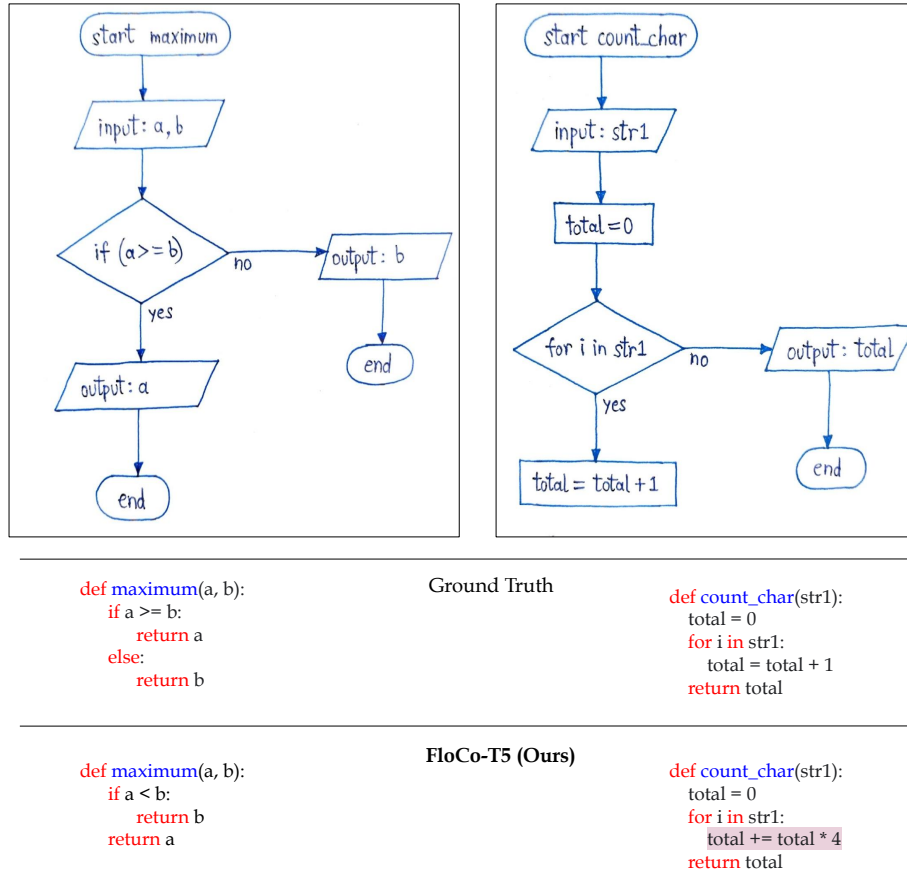 start maximum
input: a, b
if (a>=b)
no
output: b
yes
end
output: a
end
start count_char
input: str1
total=0
for i in str1
no
output: total
yes
end
total= total +1
Ground Truth
def maximum(a, b):
if a >= b:
return a
else:
return b
def count_char(str1):
total = 0
for i in str1:
total = total + 1
return total
FloCo-T5 (Ours)
def maximum(a, b):
if a < b:
return b
return a
def count_char(str1):
total = 0
for i in str1:
total += total * 4
return total